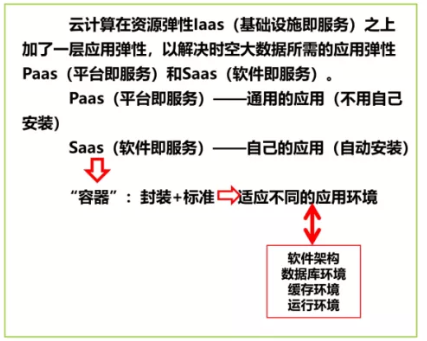 云计算在资源弹性Iaas（基础设施即服务）之上
加了一层应用弹性，以解决时空大数据所需的应用弹性
Paas（平台即服务）和Saas（软件即服务）。
Paas（平台即服务）——通用的应用（不用自己
安装）
Saas（软件即服务）——自己的应用（自动安装）
“容器”：封装+标准 适应不同的应用环境
软件架构
数据库环境
缓存环境
运行环境